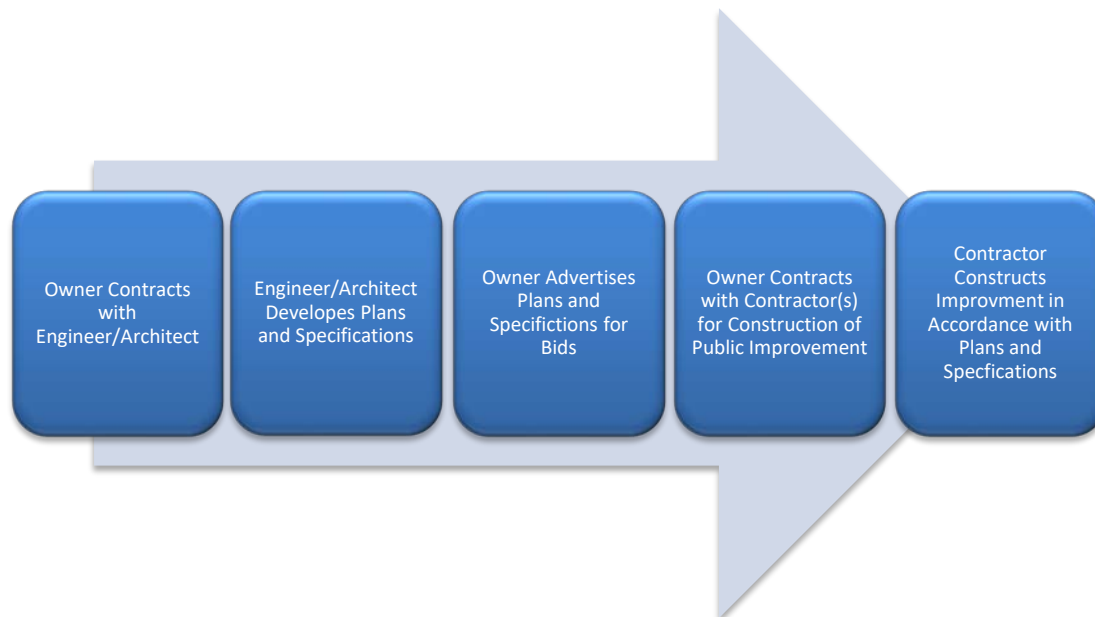 Owner Contracts
with
Engineer/Architect
Engineer/Architect
Developes Plans
and Specifications
Owner Advertises
Plans and
Specifictions for
Bids
Owner Contracts
with Contractor(s)
for Construction of
Public Improvement
Contractor
Constructs
Improvment in
Accordance with
Plans and
Specfications